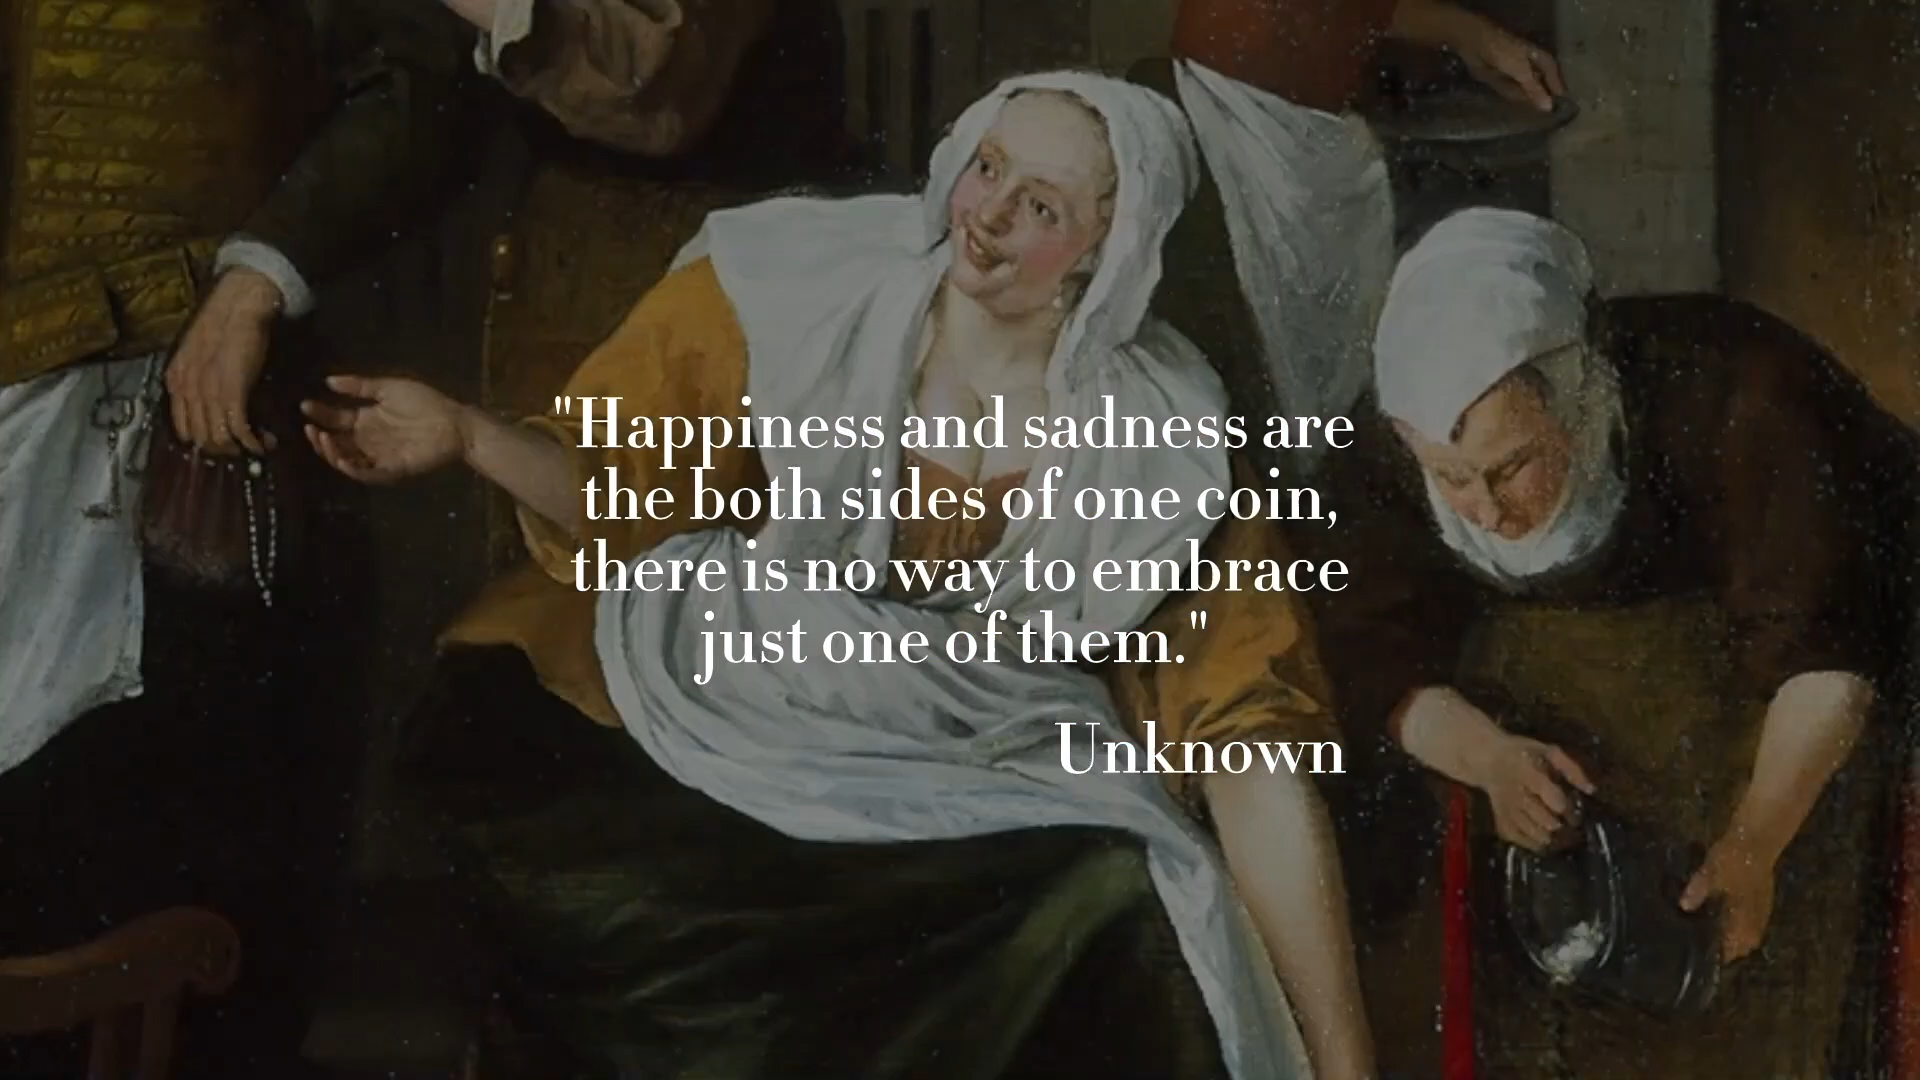 "Happiness and sadness are
the both sides of one coin,
there is no way to embrace
just one of them."
Unknown